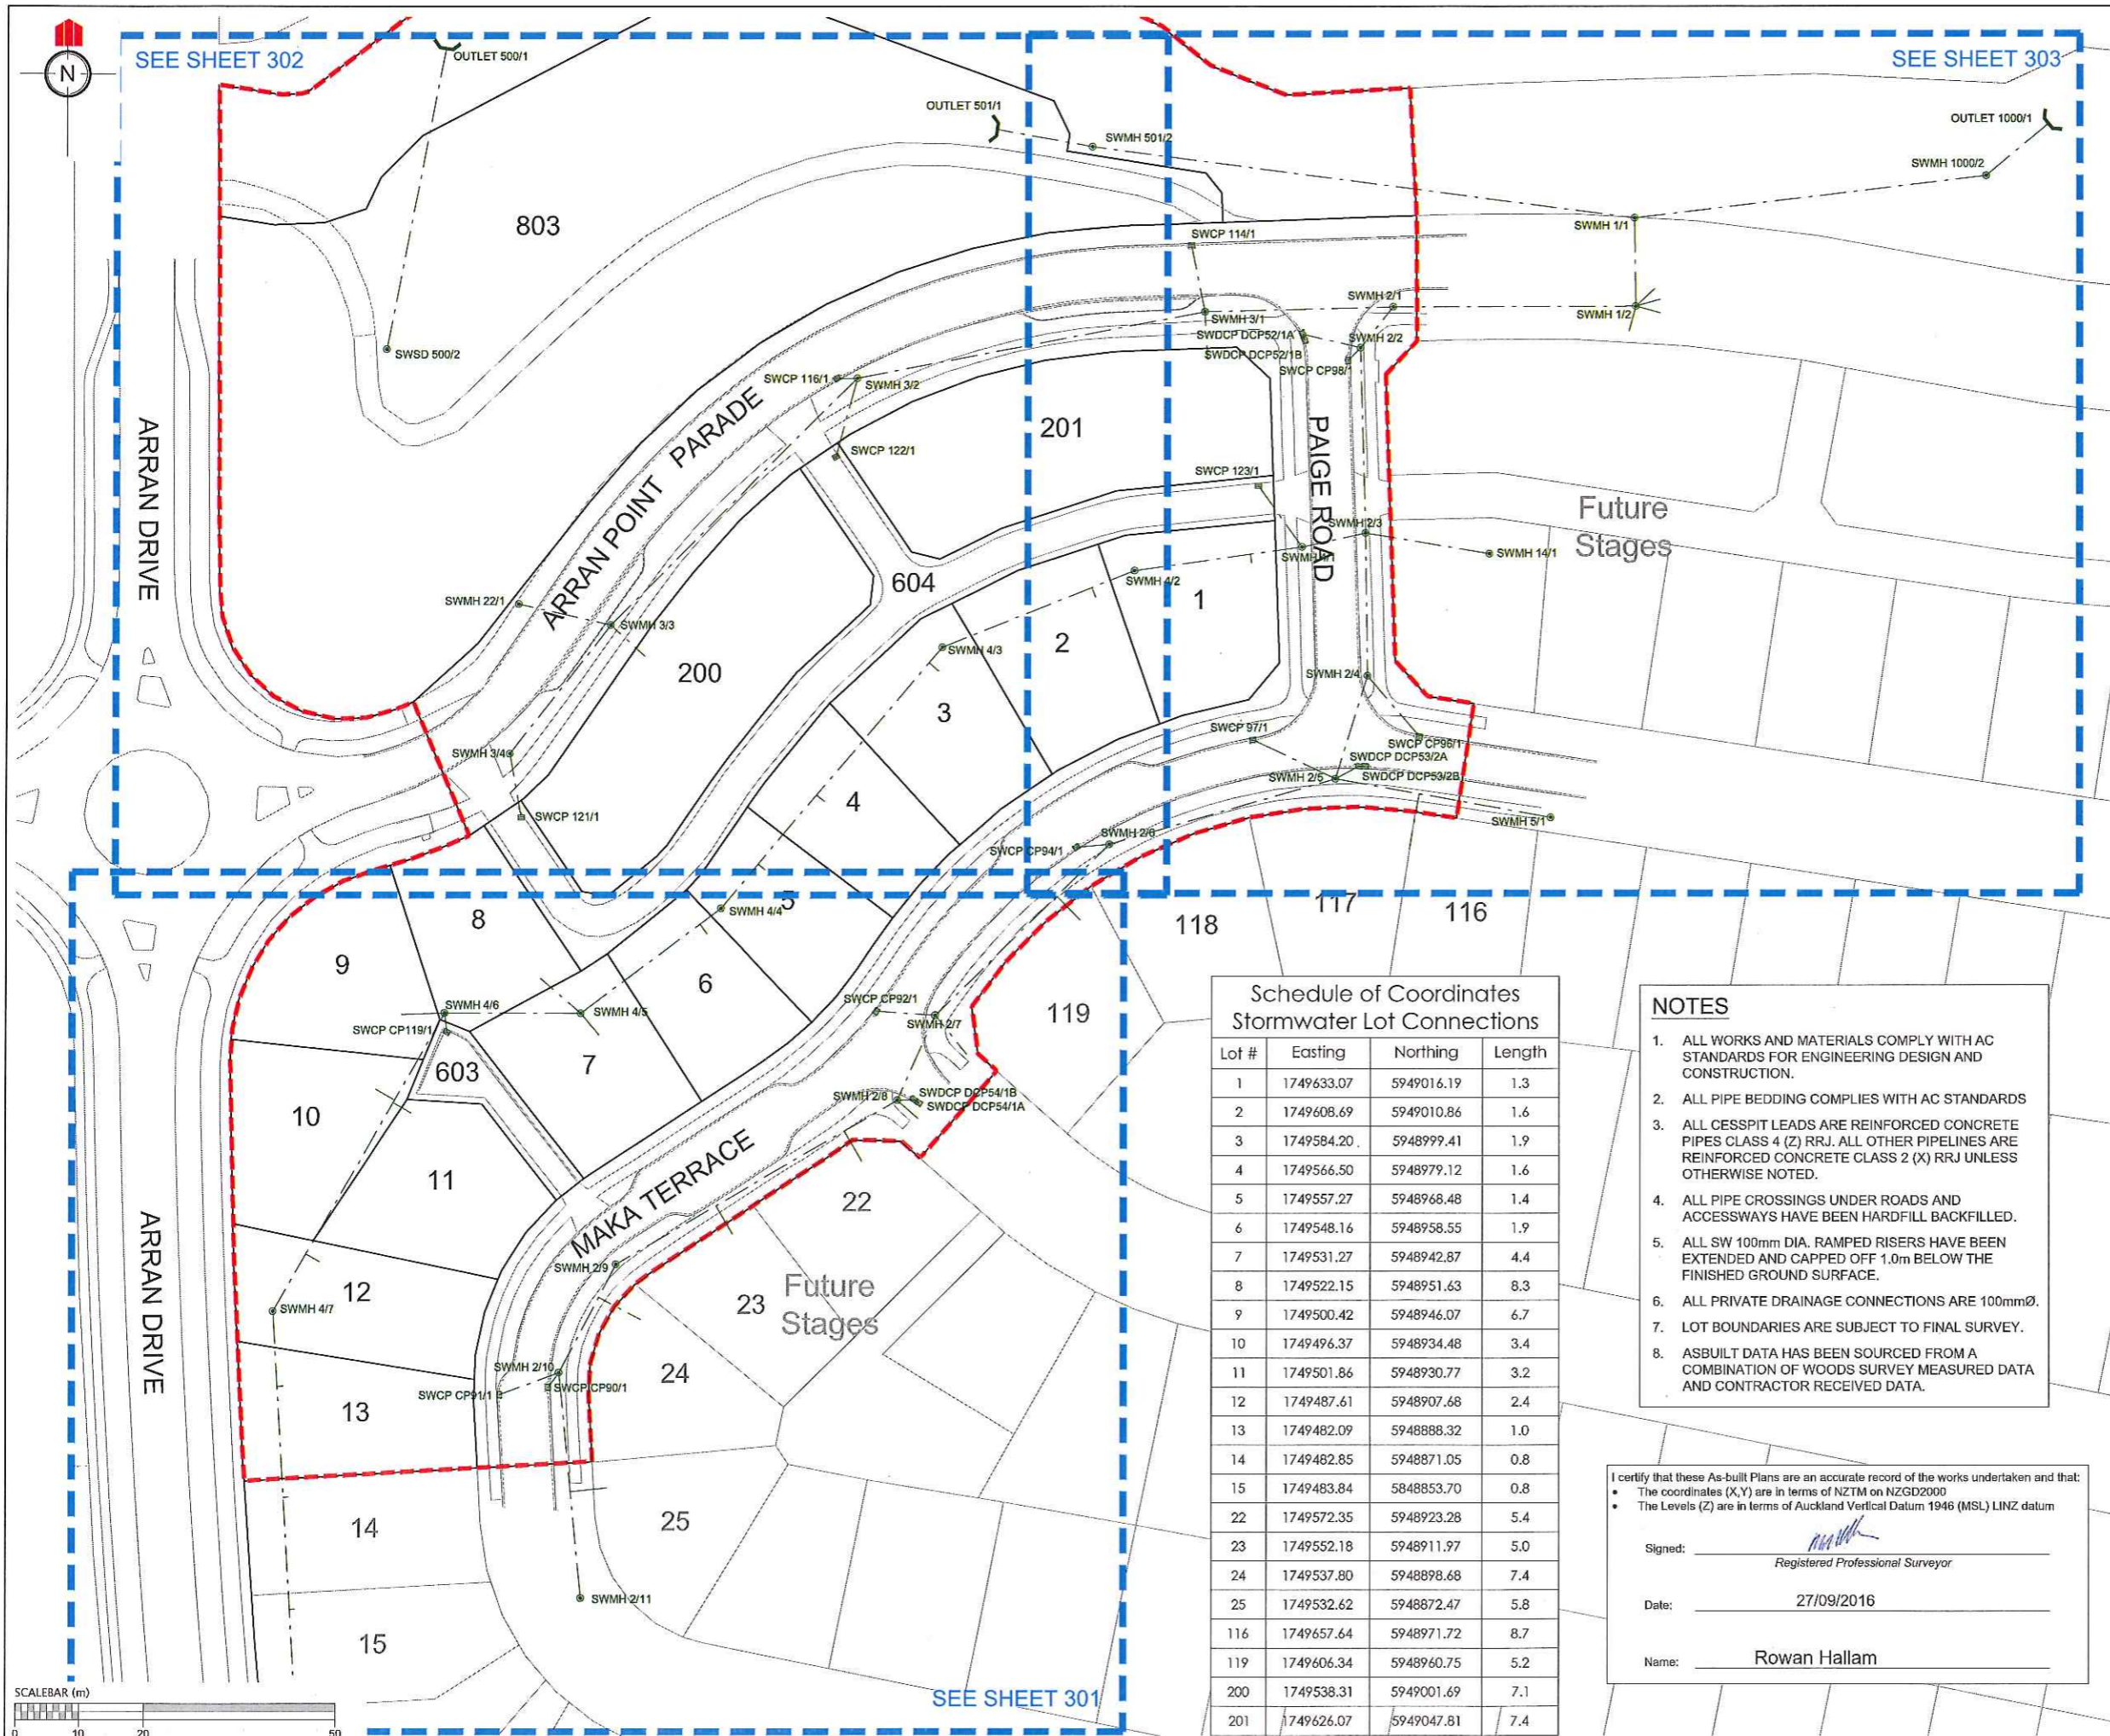 N
SEE SHEET 302
SEE SHEET 303
OUTLET 500/1
OUTLET 501/1
SWMH 501/2
OUTLET 1000/1
SWMH 1000/2
803
SWCP 114/1
SWMH 1/1
SWMH 2/1
SWMH 1/2
SWMH 3/1
SWDCP DCP52/1A
SWMH 2/2
SWDCP DCP52/1B
SWCP CP98/1
SWSD 500/2
SWCP 116/1
SWMH 3/2
ARRAN DRIVE
ARRAN POINT PARADE
201
PAIGE ROAD
SWCP 122/1
SWCP 123/1
Future
Stages
SWMH 2/3
SWMH 4/1
SWMH 14/1
604
SWMH 4/2
1
SWMH 22/1
SWMH 3/3
SWMH 4/3
2
200
SWMH 2/4
3
SWCP 97/1
SWCP CP96/1
SWMH 3/4
SWDCP DCP53/2A
SWMH 2/5
SWDCP DCP53/2B
4
SWCP 121/1
SWMH 2/6
SWMH 5/1
SWCP CP94/1
5
SWMH 4/4
8
118
117
116
9
6
SWCP CP92/1
119
SWMH 4/6
SWMH 4/5
SWMH 2/7
SWCP CP119/1
603
7
SWMH 2/8
SWDCP DCP54/1B
SWDCP DCP54/1A
10
MAKA TERRACE
11
22
ARRAN DRIVE
SWMH 2/9
12
SWMH 4/7
23
Future
Stages
SWMH 2/10
SWCP CP91/1
SWCP CP90/1
24
13
14
25
SWMH 2/11
15
SEE SHEET 301
SCALEBAR (m)
0 10 20 50
Schedule of Coordinates
Stormwater Lot Connections
Lot # Easting Northing Length
1 1749633.07 5949016.19 1.3
2 1749608.69 5949010.86 1.6
3 1749584.20 5948999.41 1.9
4 1749566.50 5948979.12 1.6
5 1749557.27 5948968.48 1.4
6 1749548.16 5948958.55 1.9
7 1749531.27 5948942.87 4.4
8 1749522.15 5948951.63 8.3
9 1749500.42 5948946.07 6.7
10 1749496.37 5948934.48 3.4
11 1749501.86 5948930.77 3.2
12 1749487.61 5948907.68 2.4
13 1749482.09 5948888.32 1.0
14 1749482.85 5948871.05 0.8
15 1749483.84 5848853.70 0.8
22 1749572.35 5948923.28 5.4
23 1749552.18 5948911.97 5.0
24 1749537.80 5948898.68 7.4
25 1749532.62 5948872.47 5.8
116 1749657.64 5948971.72 8.7
119 1749606.34 5948960.75 5.2
200 1749538.31 5949001.69 7.1
201 1749626.07 5949047.81 7.4
NOTES
1. ALL WORKS AND MATERIALS COMPLY WITH AC
STANDARDS FOR ENGINEERING DESIGN AND
CONSTRUCTION.
2. ALL PIPE BEDDING COMPLIES WITH AC STANDARDS
3. ALL CESSPIT LEADS ARE REINFORCED CONCRETE
PIPES CLASS 4 (Z) RRJ. ALL OTHER PIPELINES ARE
REINFORCED CONCRETE CLASS 2 (X) RRJ UNLESS
OTHERWISE NOTED.
4. ALL PIPE CROSSINGS UNDER ROADS AND
ACCESSWAYS HAVE BEEN HARDFILL BACKFILLED.
5. ALL SW 100mm DIA. RAMPED RISERS HAVE BEEN
EXTENDED AND CAPPED OFF 1.0m BELOW THE
FINISHED GROUND SURFACE.
6. ALL PRIVATE DRAINAGE CONNECTIONS ARE 100mmØ.
7. LOT BOUNDARIES ARE SUBJECT TO FINAL SURVEY.
8. ASBUILT DATA HAS BEEN SOURCED FROM A
COMBINATION OF WOODS SURVEY MEASURED DATA
AND CONTRACTOR RECEIVED DATA.
I certify that these As-built Plans are an accurate record of the works undertaken and that:
• The coordinates (X,Y) are in terms of NZTM on NZGD2000
• The Levels (Z) are in terms of Auckland Vertical Datum 1946 (MSL) LINZ datum
Signed:
Registered Professional Surveyor
Date: 27/09/2016
Name: Rowan Hallam